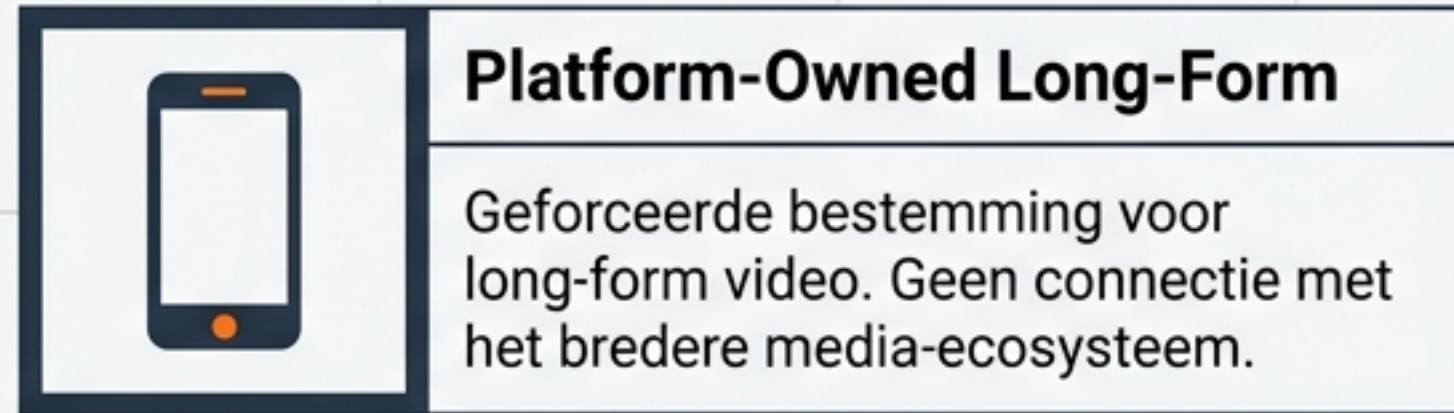 Platform-Owned Long-Form
Geforceerde bestemming voor
long-form video. Geen connectie met
het bredere media-ecosysteem.